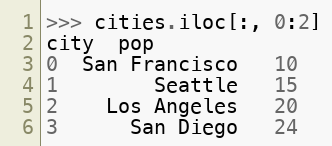 1 >>> cities.iloc[:, 0:2]
2 city  pop
3 0  San Francisco   10
4 1        Seattle   15
5 2    Los Angeles   20
6 3      San Diego   24